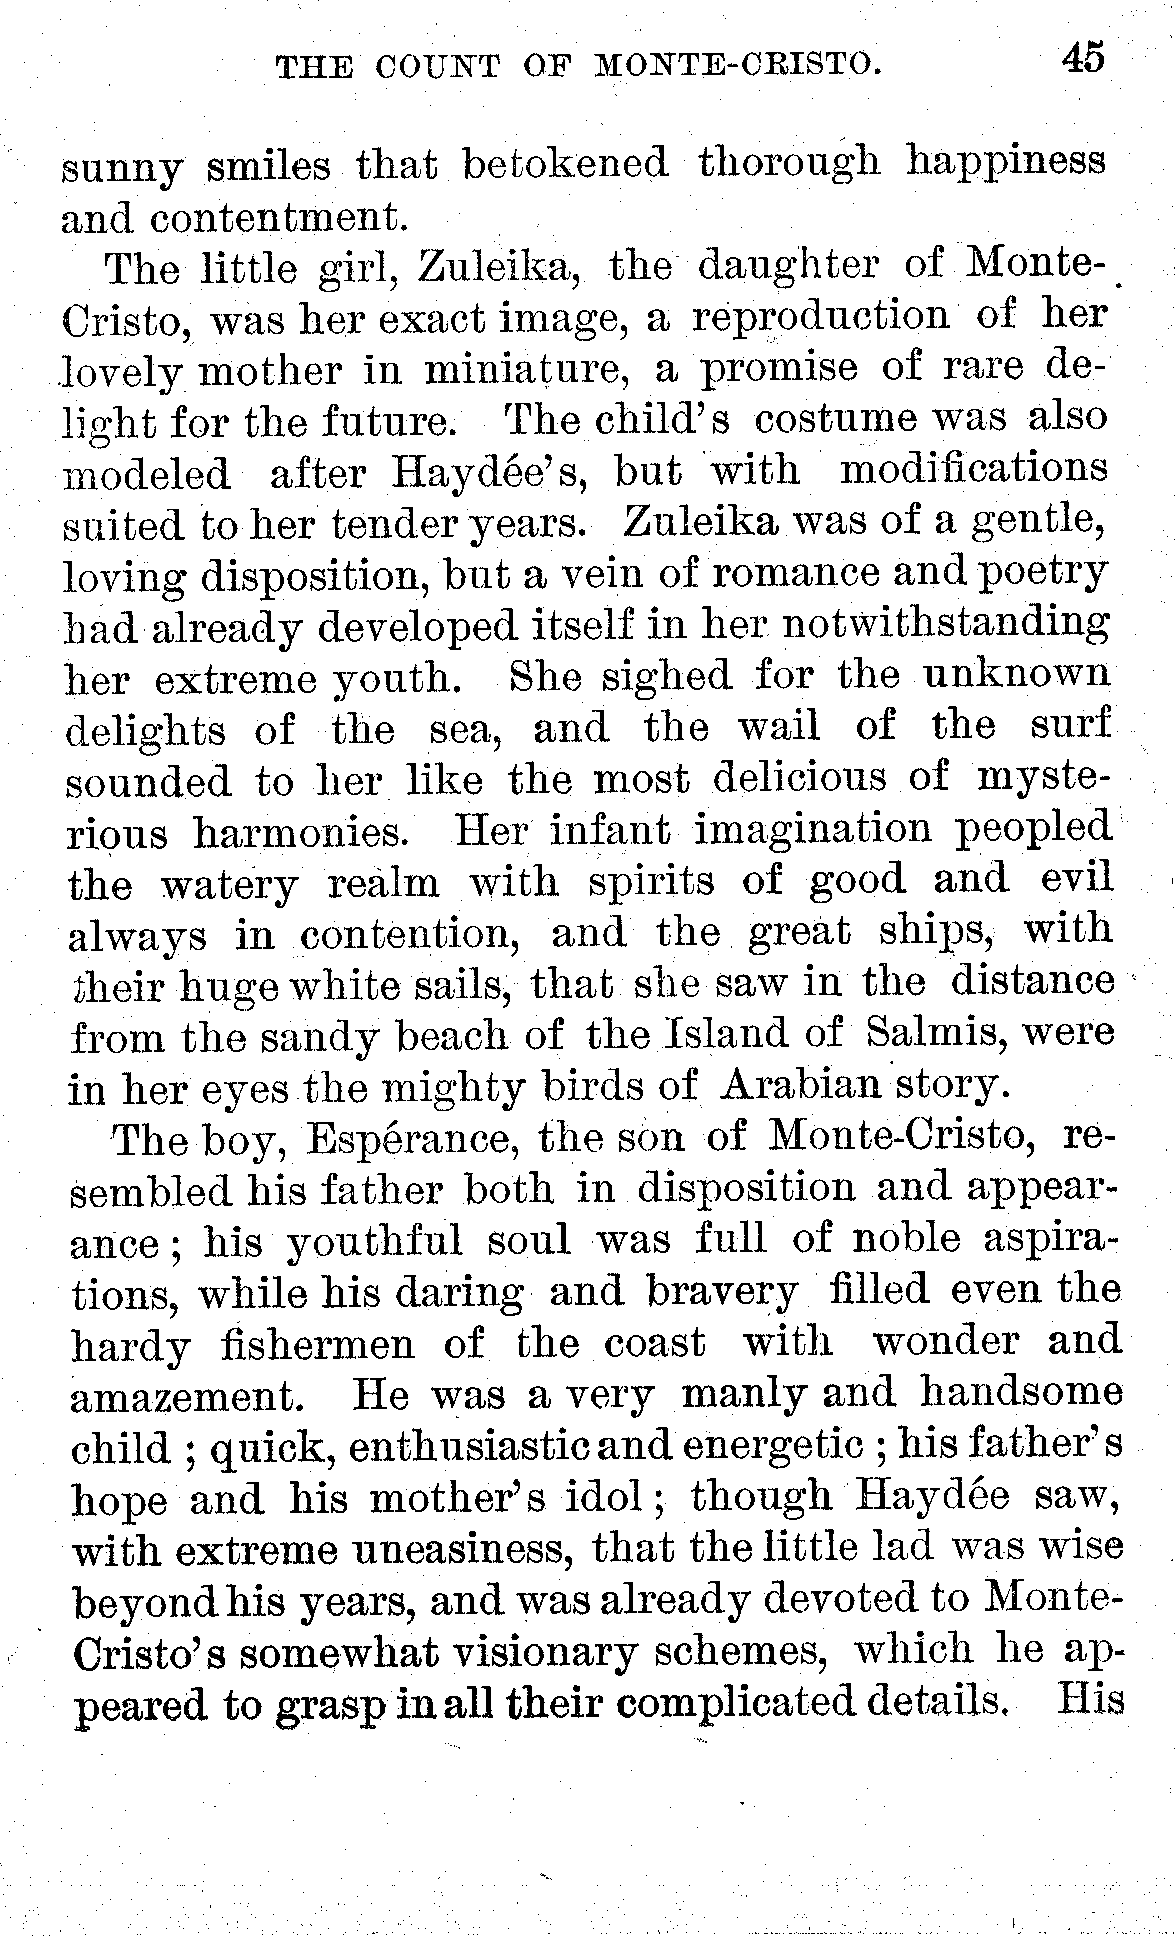 THE COUNT OF MONTE-CRISTO. 45
sunny smiles that betokened thorough happiness
and contentment.
The little girl, Zuleika, the daughter of Monte-
Cristo, was her exact image, a reproduction of her
lovely mother in miniature, a promise of rare de-
light for the future. The child's costume was also
modeled after Haydée's, but with modifications
suited to her tender years. Zuleika was of a gentle,
loving disposition, but a vein of romance and poetry
had already developed itself in her notwithstanding
her extreme youth. She sighed for the unknown
delights of the sea, and the wail of the surf
sounded to her like the most delicious of myste-
rious harmonies. Her infant imagination peopled
the watery realm with spirits of good and evil
always in contention, and the great ships, with
their huge white sails, that she saw in the distance
from the sandy beach of the Island of Salmis, were
in her eyes the mighty birds of Arabian story.
The boy, Espérance, the son of Monte-Cristo, re-
sembled his father both in disposition and appear-
ance; his youthful soul was full of noble aspira-
tions, while his daring and bravery filled even the
hardy fishermen of the coast with wonder and
amazement. He was a very manly and handsome
child; quick, enthusiastic and energetic; his father's
hope and his mother's idol; though Haydée saw,
with extreme uneasiness, that the little lad was wise
beyond his years, and was already devoted to Monte-
Cristo's somewhat visionary schemes, which he ap-
peared to grasp in all their complicated details. His